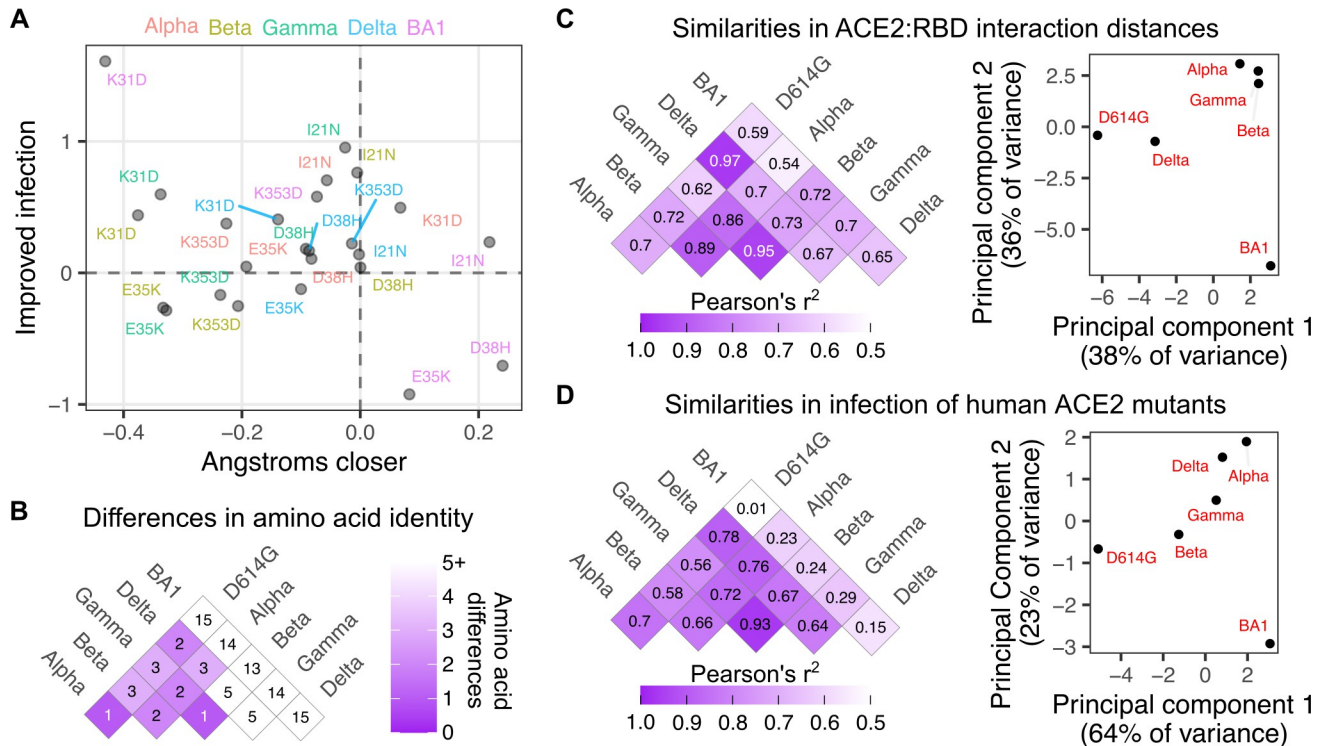 A
Alpha Beta Gamma Delta BA1
Improved infection
1
0
−1
K31D
I21N
I21N
K31D
I21N
K353D
K353D
K31D
K31D
D38H
D38H
K31D
K353D
E35K
I21N
I21N
K353D
D38H
D38H
E35K
E35K
E35K
K353D
D38H
E35K
−0.4
−0.2
0.0
0.2
Angstroms closer
B
Differences in amino acid identity
BA1
D614G
Delta
Alpha
Gamma
Beta
Beta
Gamma
Alpha
Delta
15
2
14
3
3
13
3
2
5
14
1
2
1
5
15
5+
4
3
2
1
0
Amino acid
differences
C
Similarities in ACE2:RBD interaction distances
BA1
D614G
Delta
Alpha
Gamma
Beta
Beta
Gamma
Alpha
Delta
0.59
0.97
0.54
0.62
0.7
0.72
0.72
0.86
0.73
0.7
0.7
0.89
0.95
0.67
0.65
Pearson's r²
1.0
0.9
0.8
0.7
0.6
0.5
Principal component 2
(36% of variance)
2.5
0.0
−2.5
−5.0
Alpha
Gamma
D614G
Beta
Delta
BA1
−6
−4
−2
0
2
Principal component 1
(38% of variance)
D
Similarities in infection of human ACE2 mutants
BA1
D614G
Delta
Alpha
Gamma
Beta
Beta
Gamma
Alpha
Delta
0.01
0.78
0.23
0.56
0.76
0.24
0.58
0.72
0.67
0.29
0.7
0.66
0.93
0.64
0.15
Pearson's r²
1.0
0.9
0.8
0.7
0.6
0.5
Principal Component 2
(23% of variance)
2
1
0
−1
−2
−3
Delta
Alpha
Gamma
D614G
Beta
BA1
−4
−2
0
2
Principal component 1
(64% of variance)